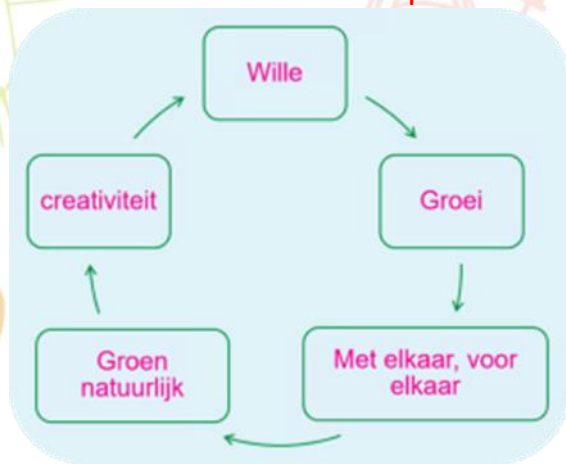 Wille
Groei
Met elkaar, voor
elkaar
Groen
natuurlijk
creativiteit